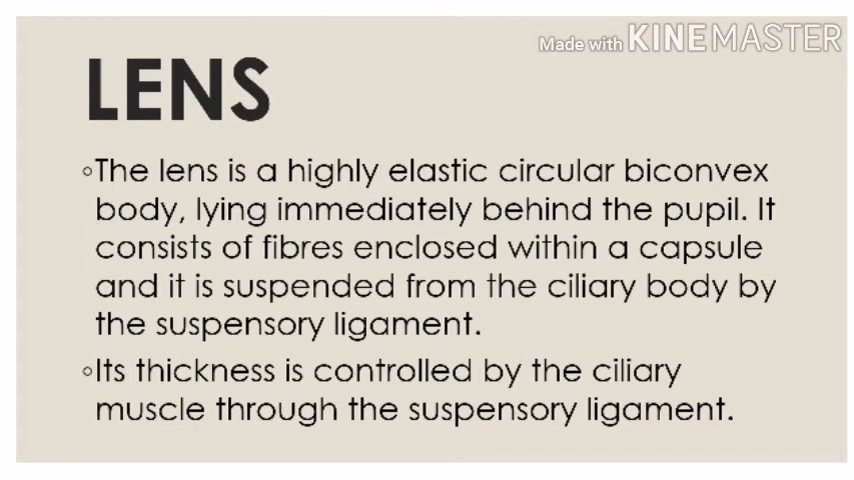 Made with KINEMASTER
LENS
◦The lens is a highly elastic circular biconvex
body, lying immediately behind the pupil. It
consists of fibres enclosed within a capsule
and it is suspended from the ciliary body by
the suspensory ligament.
◦Its thickness is controlled by the ciliary
muscle through the suspensory ligament.